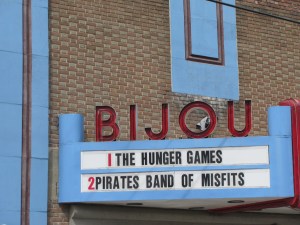 BIJOU
1 THE HUNGER GAMES
2 PIRATES BAND OF MISFITS